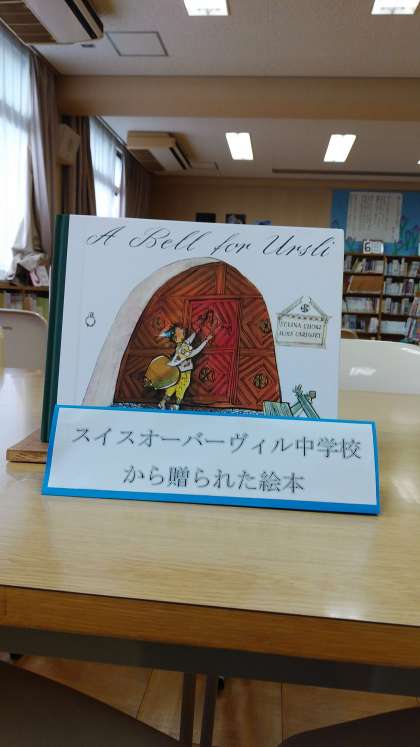 A Bell for Ursli
SELINA CHÖNZ
ALOIS CARIGIET
6
スイスオーバーヴィル中学校
から贈られた絵本